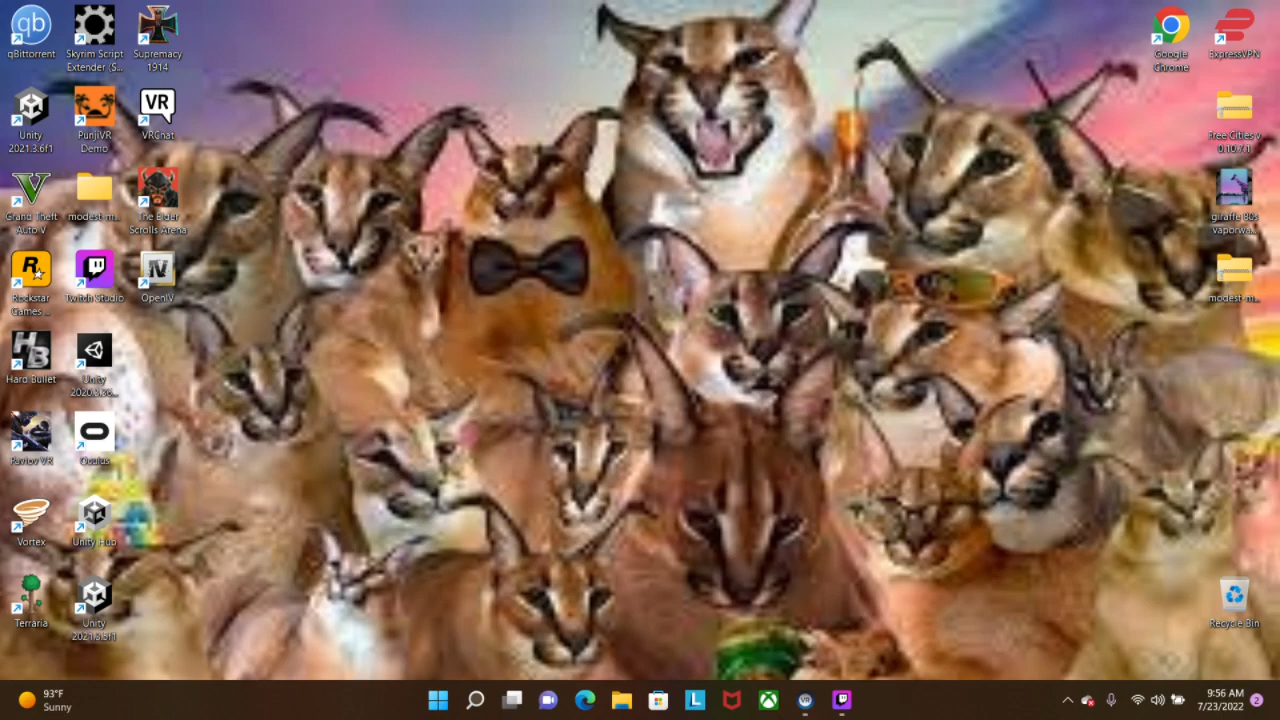 qBittorrent
Skyrim Script
Extender (S...
Supremacy
1914
Unity
2021.3.6f1
PunjiVR
Demo
VR
VRChat
Grand Theft
Auto V
modest-m...
The Elder
Scrolls Arena
Rockstar
Games ...
Twitch Studio
OpenIV
Hard Bullet
Unity
Pavlov VR
Oculus
Vortex
Unity Hub
Terraria
Unity
Google
Chrome
ExpressVPN
Free Cities v
0.10.7.1
giraffe 80s
vaporwa...
modest-m...
Recycle Bin
93°F
Sunny
9:56 AM
7/23/2022
2